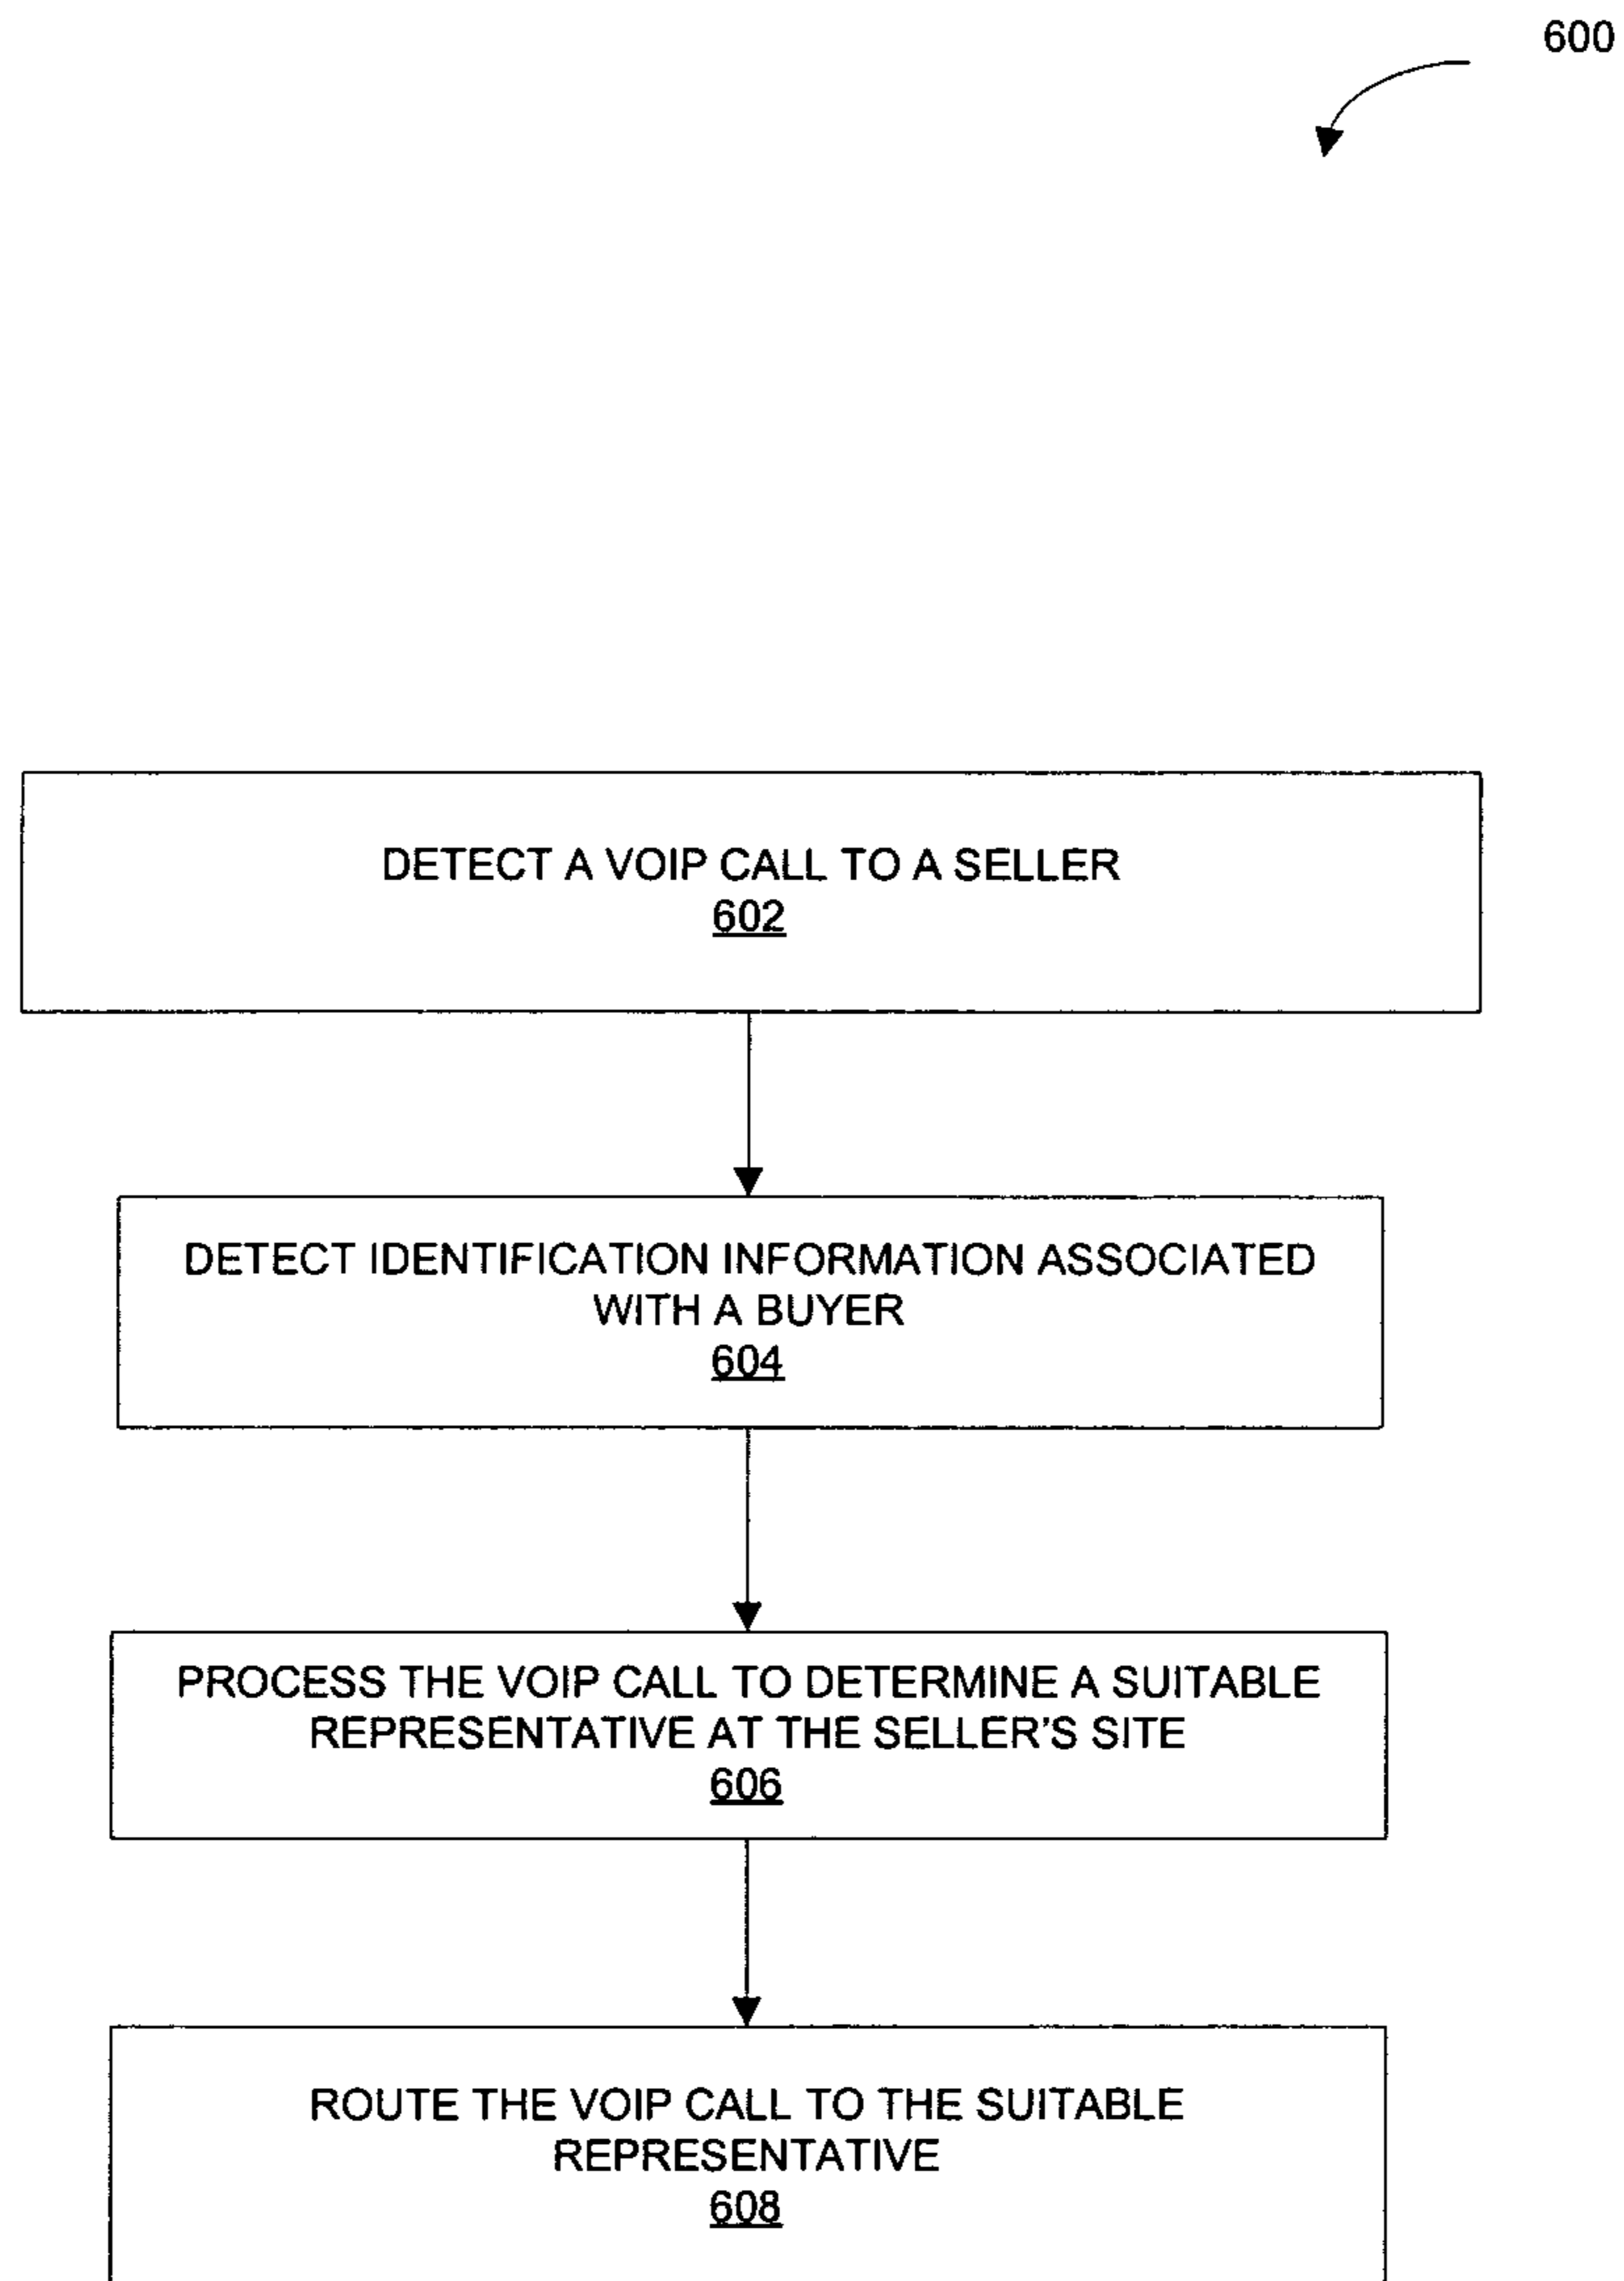 600
DETECT A VOIP CALL TO A SELLER
602
DETECT IDENTIFICATION INFORMATION ASSOCIATED
WITH A BUYER
604
PROCESS THE VOIP CALL TO DETERMINE A SUITABLE
REPRESENTATIVE AT THE SELLER'S SITE
606
ROUTE THE VOIP CALL TO THE SUITABLE
REPRESENTATIVE
608